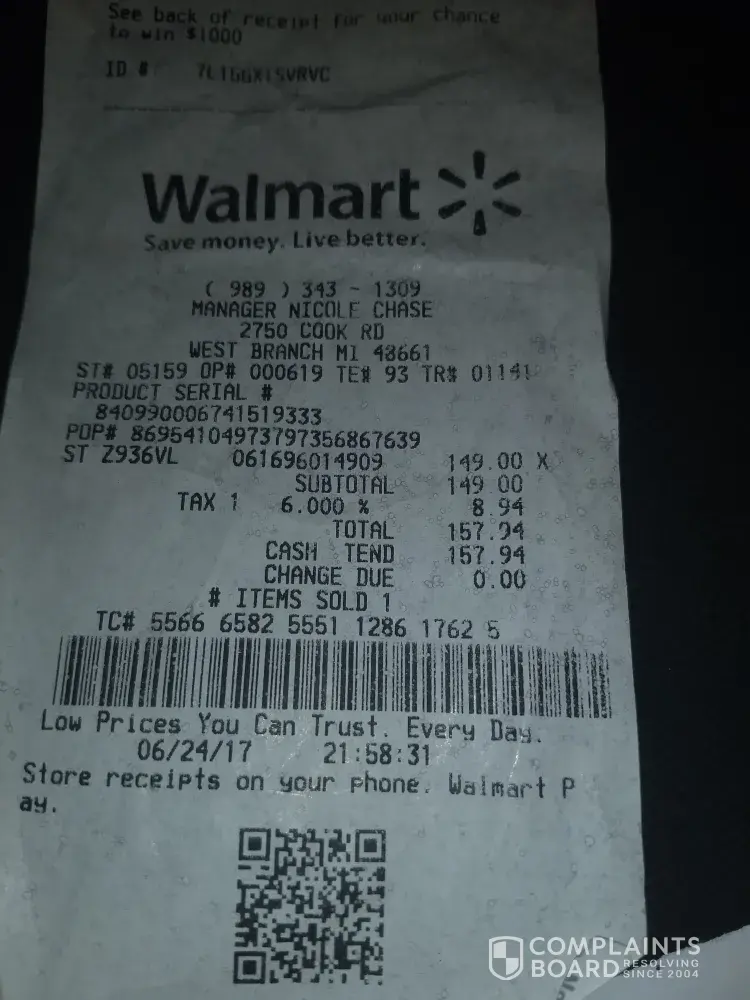 See back of receipt for your chance
to win $1000
ID #
Walmart
Save money. Live better.
( 989 ) 343 - 1309
MANAGER NICOLE CHASE
2750 COOK RD
WEST BRANCH MI 48661
ST# 05159 OP# 000619 TE# 93 TR# 01141
PRODUCT SERIAL #
840990006741519333
POP# 86954104973797356867639
ST Z936VL 061696014909 149.00 X
SUBTOTAL 149.00
TAX 1 6.000 % 8.94
TOTAL 157.94
CASH TEND 157.94
CHANGE DUE 0.00
# ITEMS SOLD 1
TC# 5566 6582 5551 1286 1762 5
Low Prices You Can Trust. Every Day.
06/24/17 21:58:31
Store receipts on your phone. Walmart P
ay.
COMPLAINTS
BOARD RESOLVING SINCE 2004